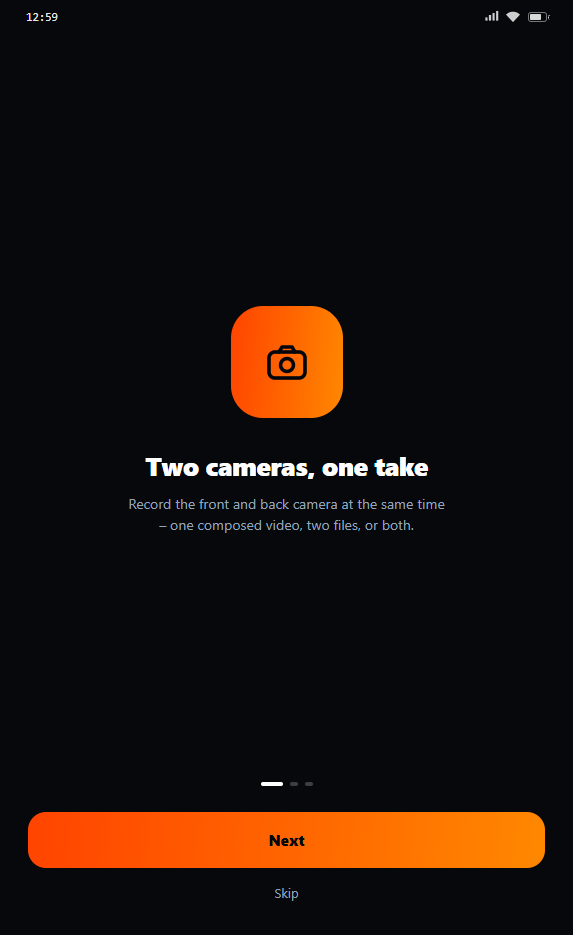 12:59
Two cameras, one take
Record the front and back camera at the same time
– one composed video, two files, or both.
Next
Skip